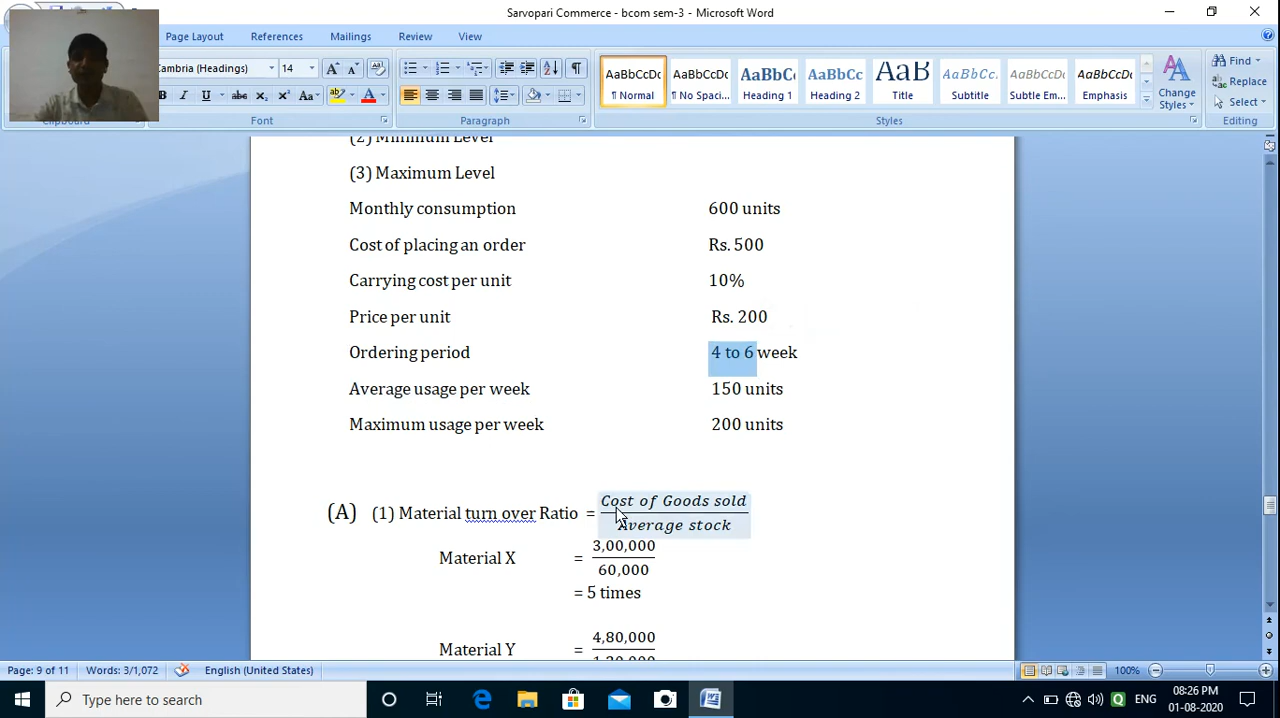 Sarvopari Commerce - bcom sem-3 - Microsoft Word
Page Layout References Mailings Review View
Cambria (Headings) 14
AaBbCcDc AaBbCcDc AaBbC AaBbCc AaB AaBbCc. AaBbCcDc AaBbCcDc
¶ Normal ¶ No Spaci... Heading 1 Heading 2 Title Subtitle Subtle Em... Emphasis
Change Styles
Find
Replace
Select
Font Paragraph Styles Editing
(2) Minimum Level
(3) Maximum Level
Monthly consumption 600 units
Cost of placing an order Rs. 500
Carrying cost per unit 10%
Price per unit Rs. 200
Ordering period 4 to 6 week
Average usage per week 150 units
Maximum usage per week 200 units
(A) (1) Material turn over Ratio = Cost of Goods sold
Average stock
Material X = 3,00,000
60,000
= 5 times
Material Y = 4,80,000
Page: 9 of 11 Words: 3/1,072 English (United States) 100%
Type here to search
ENG 08:26 PM
01-08-2020